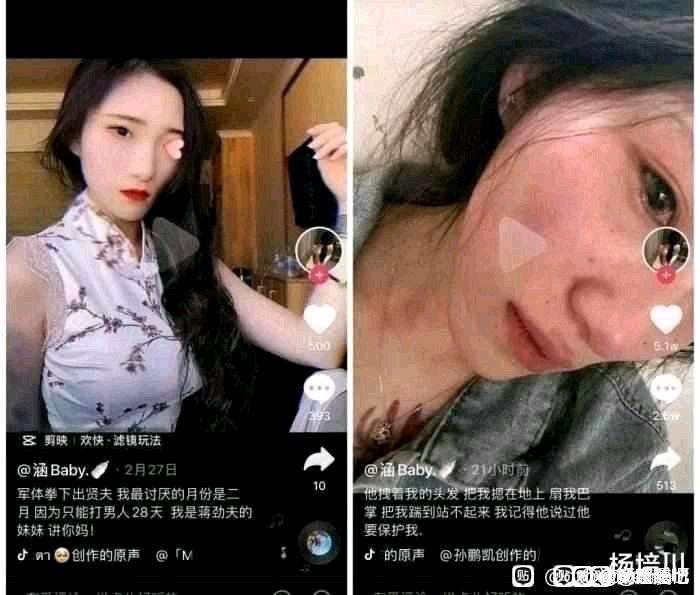 500
393
剪映 | 欢快 · 滤镜玩法
@涵Baby. · 2月27日
10
军体拳下出贤夫 我最讨厌的月份是二
月 因为只能打男人28天 我是蒋劲夫的
妹妹 讲你妈!
创作的原声 @「M
5.1w
2.6w
@涵Baby. · 21小时前
513
他拽着我的头发 把我摁在地上 扇我巴
掌 把我踹到站不起来 我记得他说过他
要保护我.
的原声 @孙鹏凯创作的
杨培川
贴